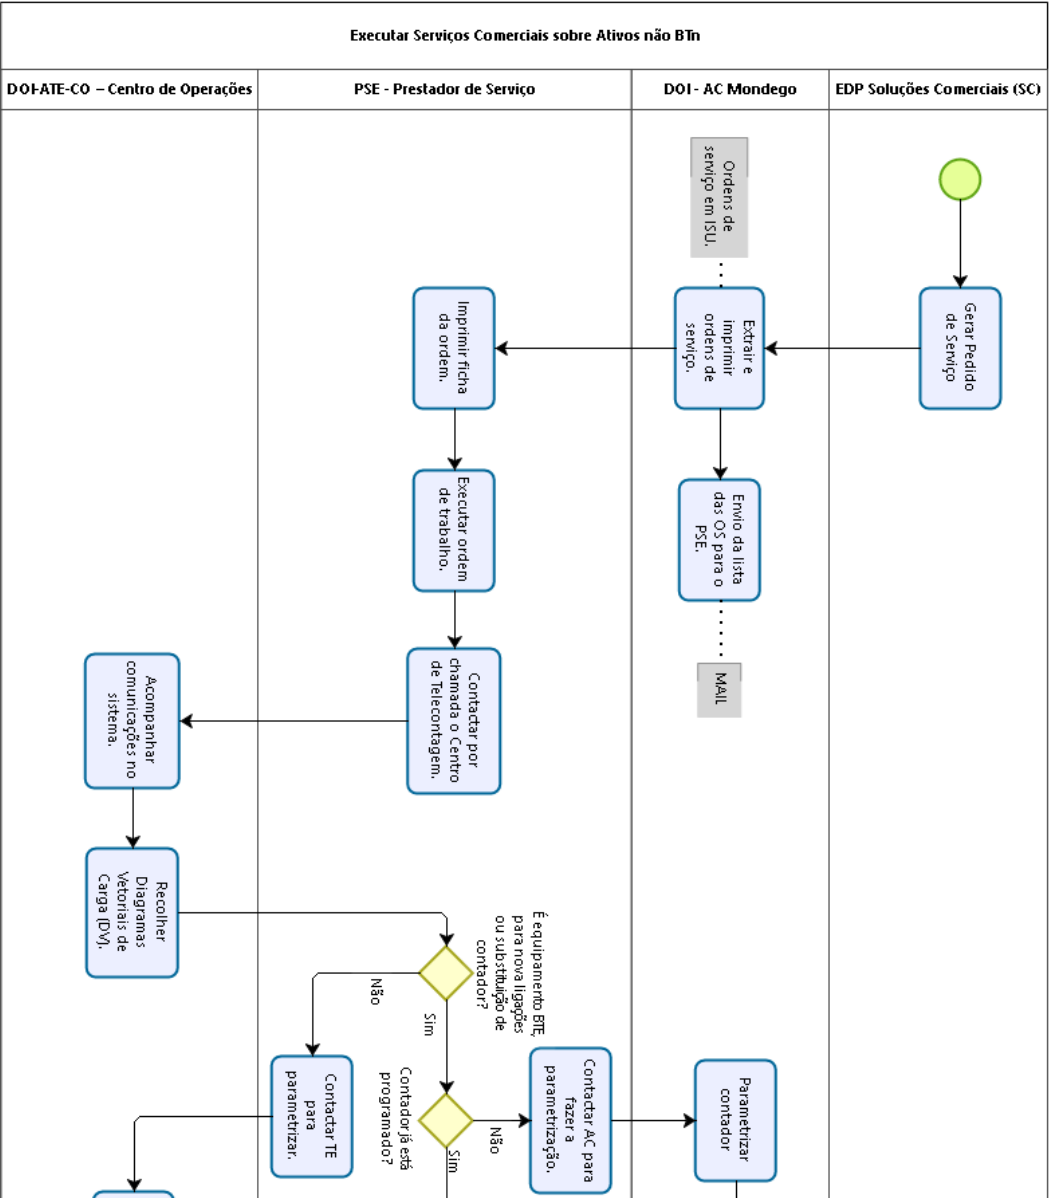 Executar Serviços Comerciais sobre Ativos não BTn
DOI-ATE-CO – Centro de Operações
PSE - Prestador de Serviço
DOI - AC Mondego
EDP Soluções Comerciais (SC)
Ordens de
serviço em ISU.
Gerar Pedido
de Serviço
Extrair e
imprimir
ordens de
serviço.
Imprimir ficha
da ordem.
Envio da lista
das OS para o
PSE.
MAIL
Executar ordem
de trabalho.
Contactar por
chamada o Centro
de Telecontagem.
Acompanhar
comunicações no
sistema.
Recolher
Diagramas
Vetoriais de
Carga (DV).
É equipamento BTE,
para nova ligações
ou substituição de
contador?
Não
Sim
Contactar TE
para
parametrizar.
Contador já está
programado?
Não
Sim
Contactar AC para
fazer a
parametrização.
Parametrizar
contador